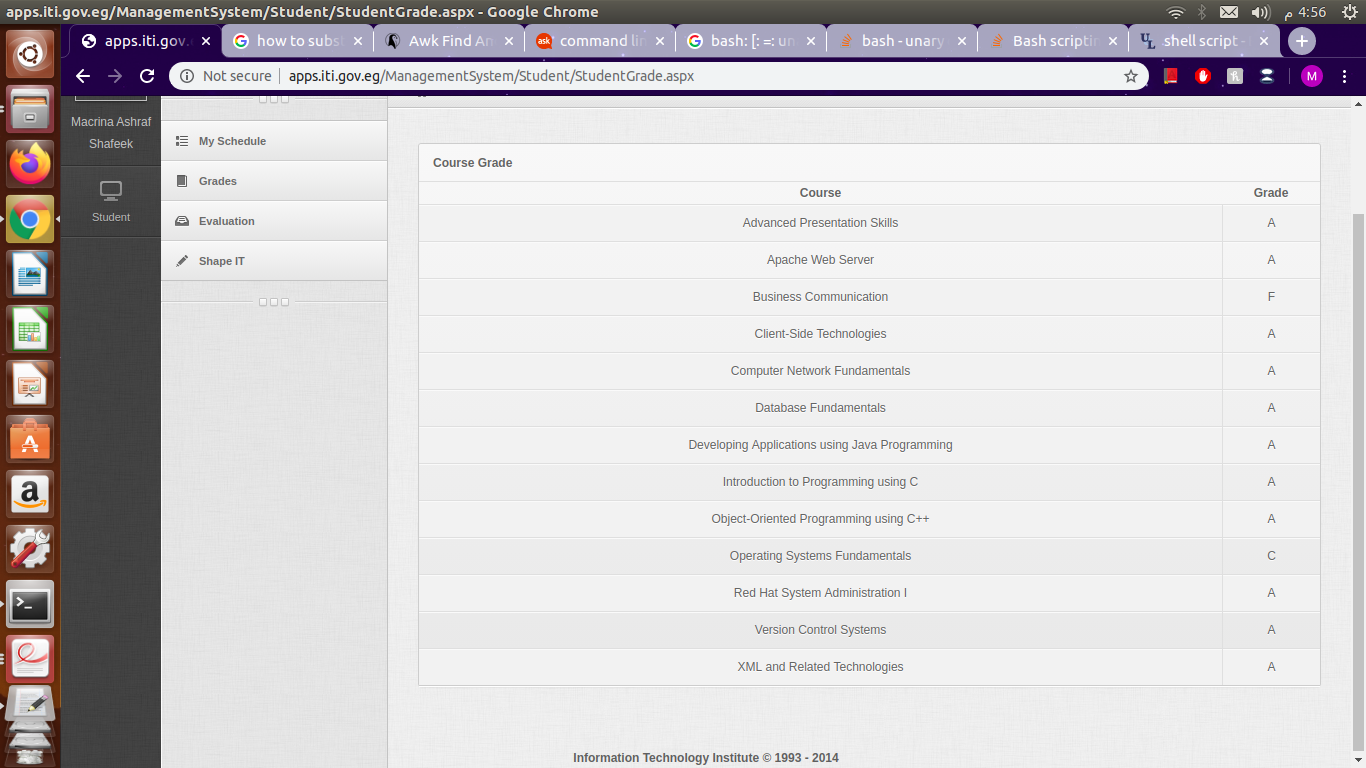 apps.iti.gov.eg/ManagementSystem/Student/StudentGrade.aspx - Google Chrome
م 4:56
apps.iti.gov.
how to subs
Awk Find An
ask
command li
bash: [: =: un
bash - unary
Bash scriptin
UL
shell script -
Not secure
apps.iti.gov.eg/ManagementSystem/Student/StudentGrade.aspx
M
Macrina Ashraf
Shafeek
Student
My Schedule
Grades
Evaluation
Shape IT
Course Grade
Course Grade
Advanced Presentation Skills A
Apache Web Server A
Business Communication F
Client-Side Technologies A
Computer Network Fundamentals A
Database Fundamentals A
Developing Applications using Java Programming A
Introduction to Programming using C A
Object-Oriented Programming using C++ A
Operating Systems Fundamentals C
Red Hat System Administration I A
Version Control Systems A
XML and Related Technologies A
Information Technology Institute © 1993 - 2014